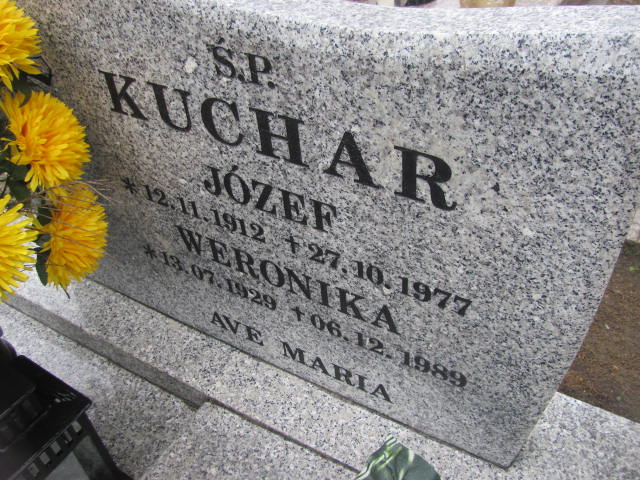 Ś.P.
KUCHAR
JÓZEF
*12.11.1912 †27.10.1977
WERONIKA
*13.07.1929 †06.12.1989
AVE MARIA